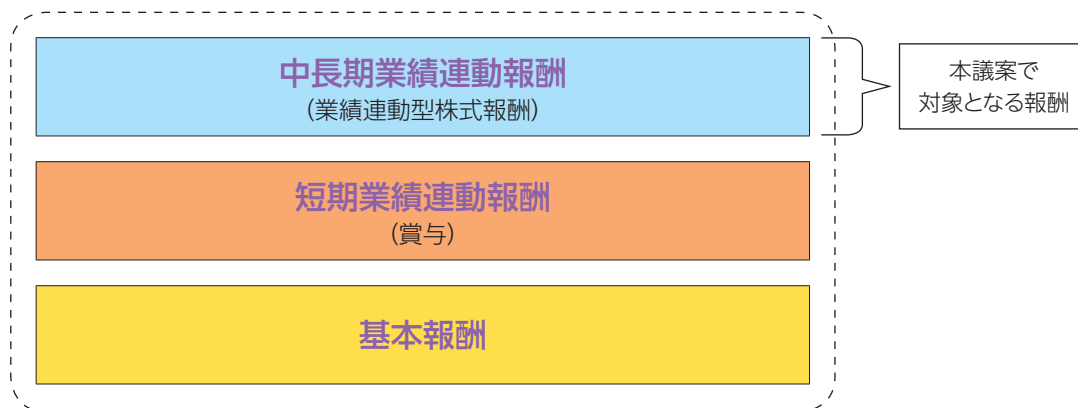 中長期業績連動報酬
(業績連動型株式報酬)
本議案で
対象となる報酬
短期業績連動報酬
(賞与)
基本報酬